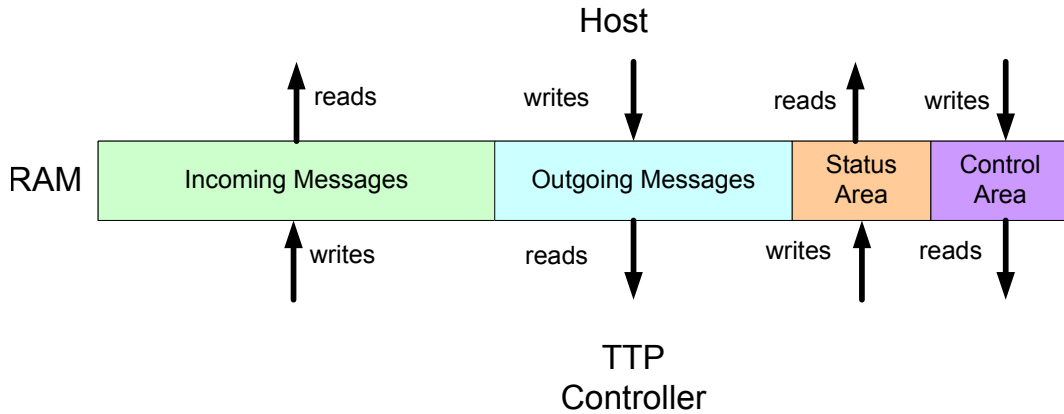 Host
reads
writes
reads
writes
RAM
Incoming Messages
Outgoing Messages
Status
Area
Control
Area
writes
reads
writes
reads
TTP
Controller